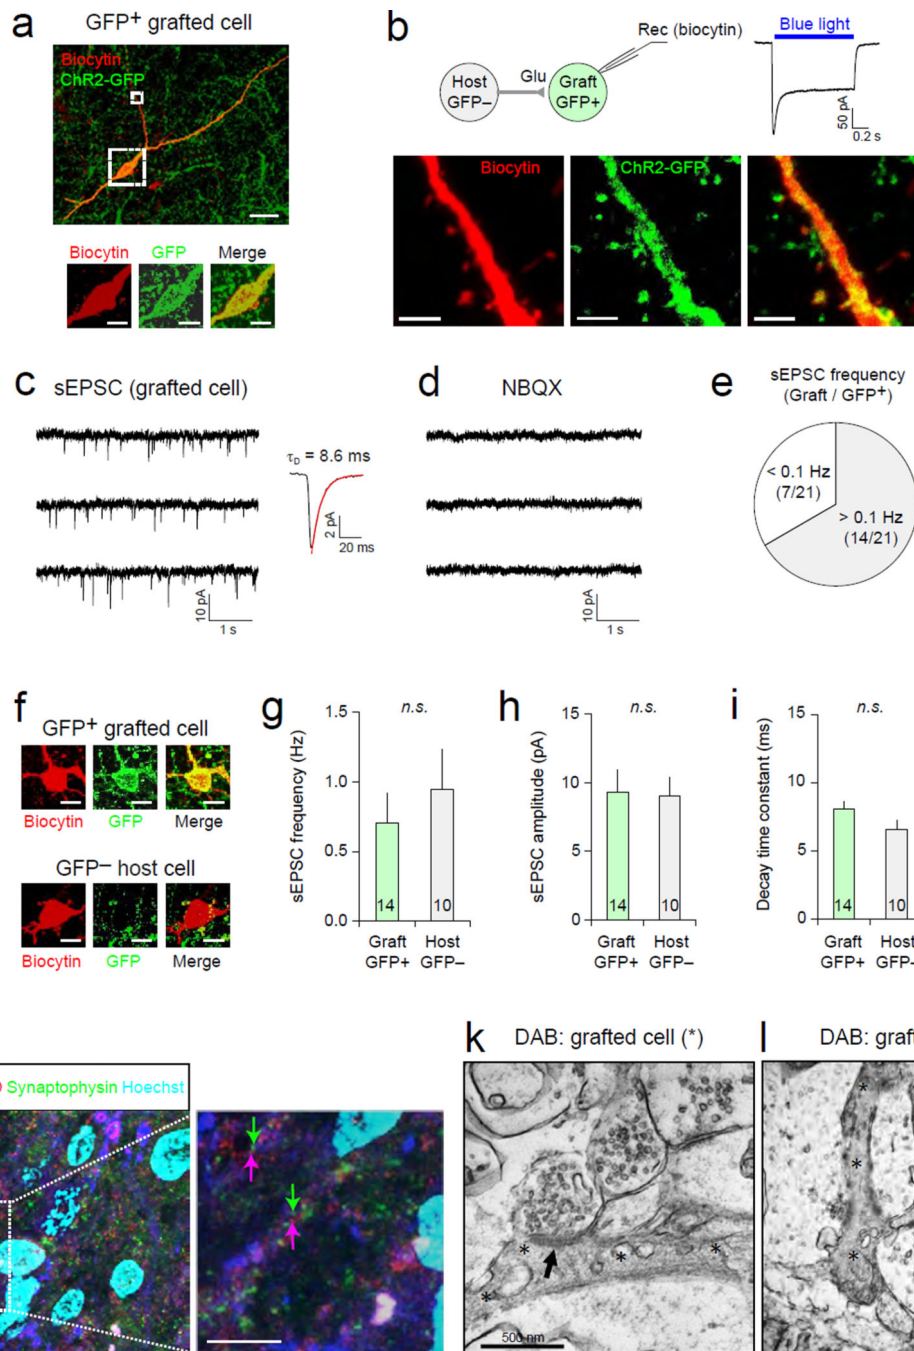 a
GFP+ grafted cell
Biocytin
ChR2-GFP
Biocytin
GFP
Merge
b
Rec (biocytin)
Host
GFP–
Glu
Graft
GFP+
Blue light
50 pA
0.2 s
Biocytin
ChR2-GFP
c
sEPSC (grafted cell)
τD = 8.6 ms
2 pA
20 ms
10 pA
1 s
d
NBQX
10 pA
1 s
e
sEPSC frequency
(Graft / GFP+)
< 0.1 Hz
(7/21)
> 0.1 Hz
(14/21)
f
GFP+ grafted cell
Biocytin
GFP
Merge
GFP– host cell
Biocytin
GFP
Merge
g
n.s.
sEPSC frequency (Hz)
1.5
1.0
0.5
0.0
14
10
Graft
GFP+
Host
GFP–
h
n.s.
sEPSC amplitude (pA)
15
10
5
0
14
10
Graft
GFP+
Host
GFP–
i
n.s.
Decay time constant (ms)
15
10
5
0
14
10
Graft
GFP+
Host
GFP–
Synaptophysin Hoechst
k
DAB: grafted cell (*)
*
*
*
*
500 nm
l
DAB: graf
*
*
*